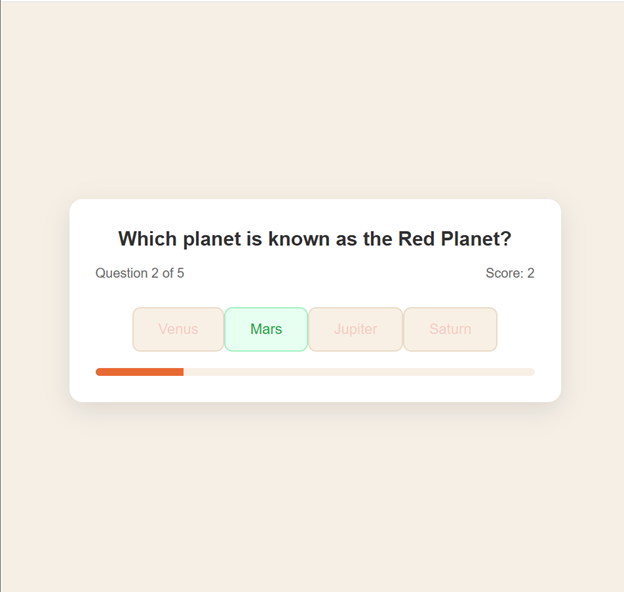 Which planet is known as the Red Planet?
Question 2 of 5 Score: 2
Venus Mars Jupiter Saturn